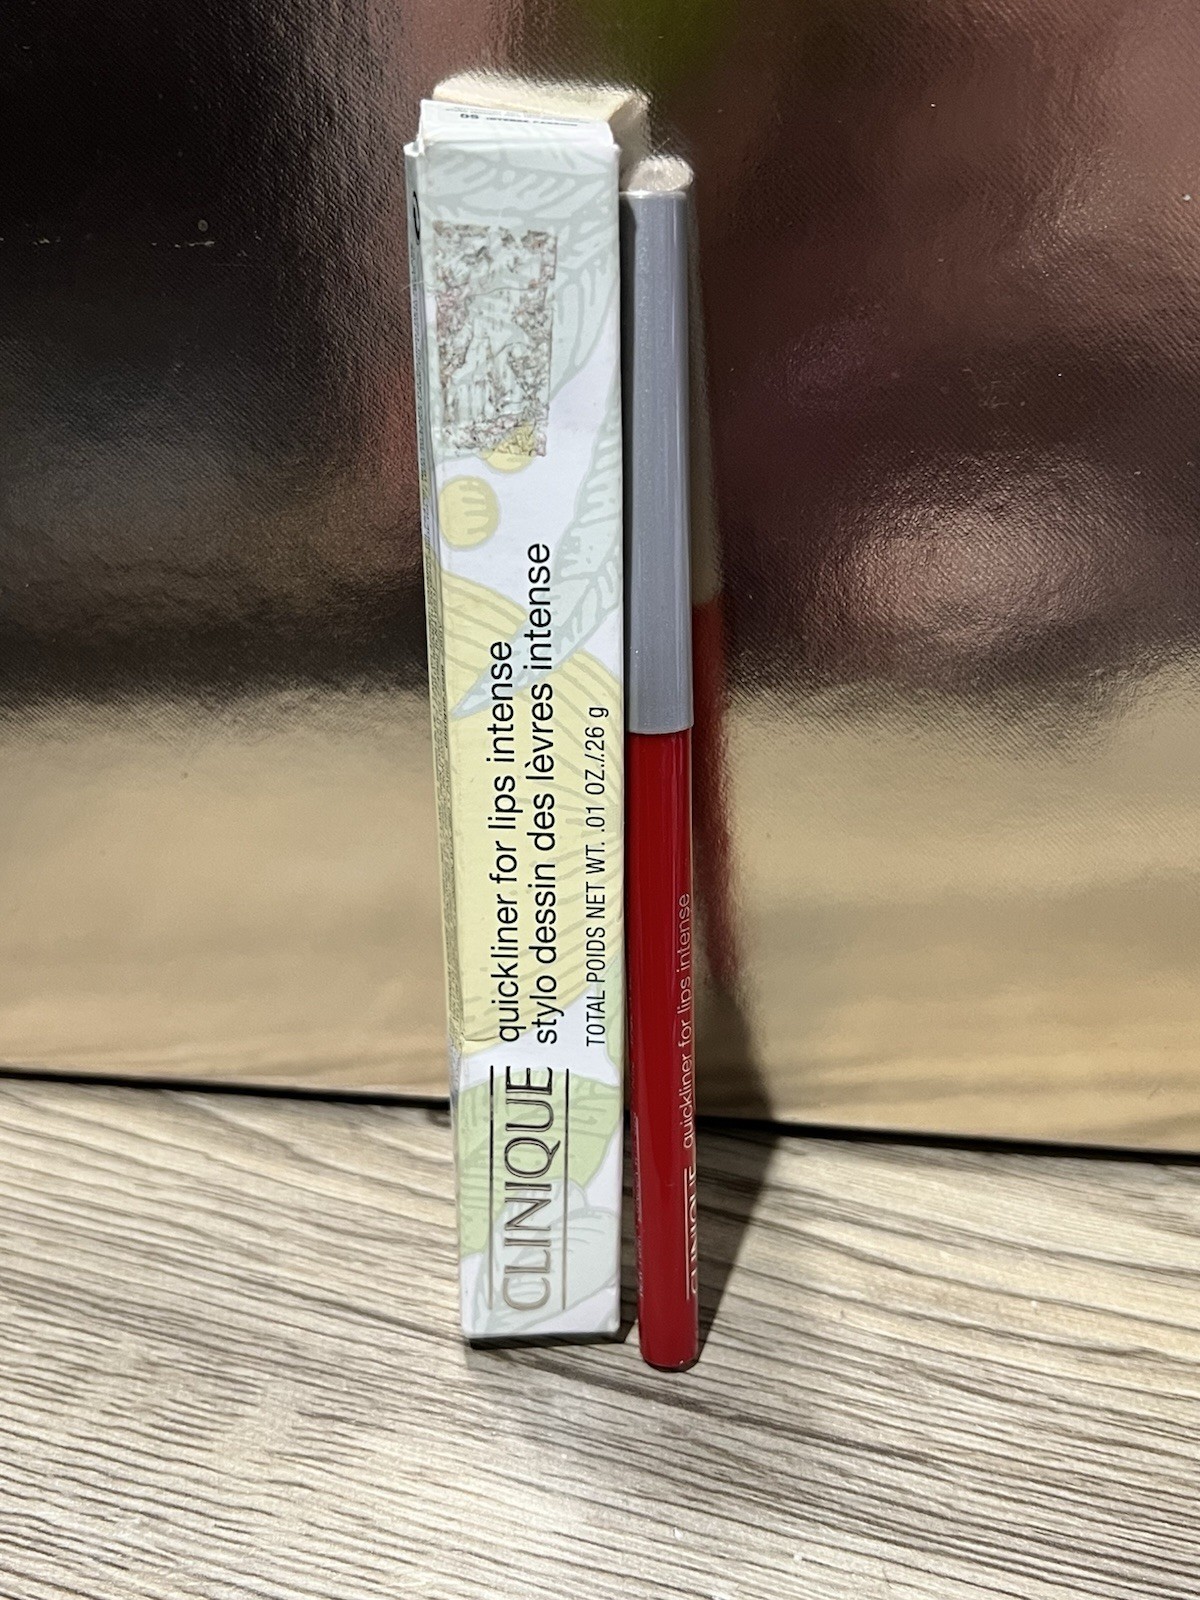 CLINIQUE
quickliner for lips intense
stylo dessin des lèvres intense
TOTAL POIDS NET WT. .01 OZ./.26 g
CLINIQUE quickliner for lips intense